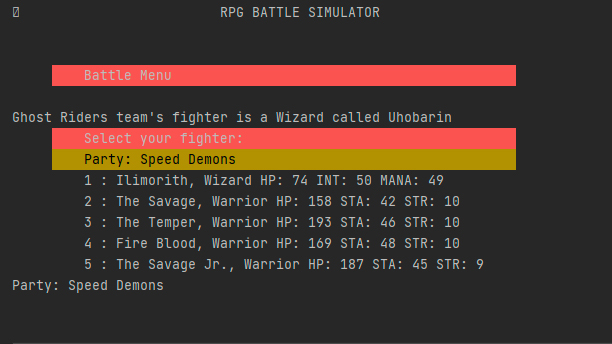 RPG BATTLE SIMULATOR
Battle Menu
Ghost Riders team's fighter is a Wizard called Uhobarin
Select your fighter:
Party: Speed Demons
1 : Ilimorith, Wizard HP: 74 INT: 50 MANA: 49
2 : The Savage, Warrior HP: 158 STA: 42 STR: 10
3 : The Temper, Warrior HP: 193 STA: 46 STR: 10
4 : Fire Blood, Warrior HP: 169 STA: 48 STR: 10
5 : The Savage Jr., Warrior HP: 187 STA: 45 STR: 9
Party: Speed Demons